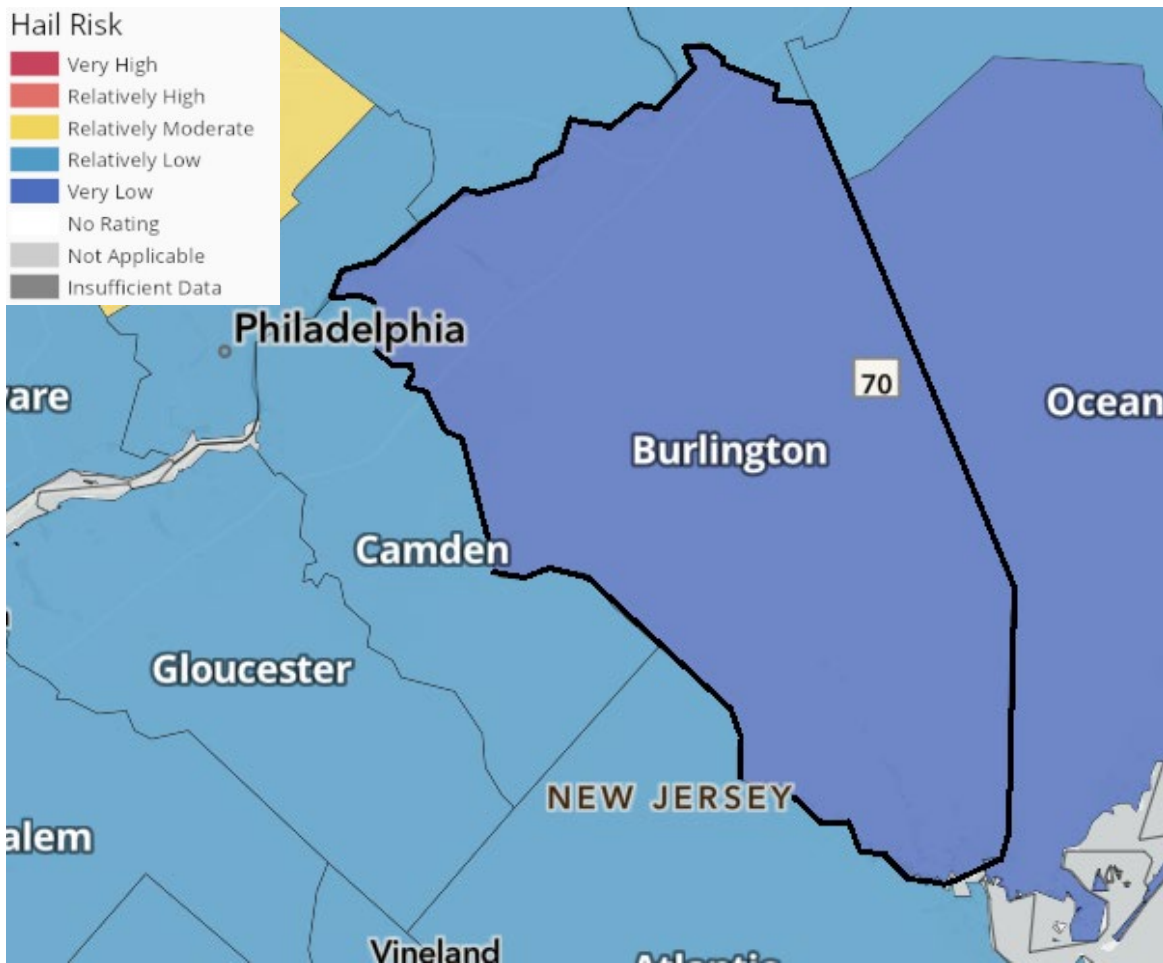 Hail Risk
Very High
Relatively High
Relatively Moderate
Relatively Low
Very Low
No Rating
Not Applicable
Insufficient Data
Philadelphia
70
ware
Ocean
Burlington
Camden
Gloucester
NEW JERSEY
alem
Vineland
Atlantic